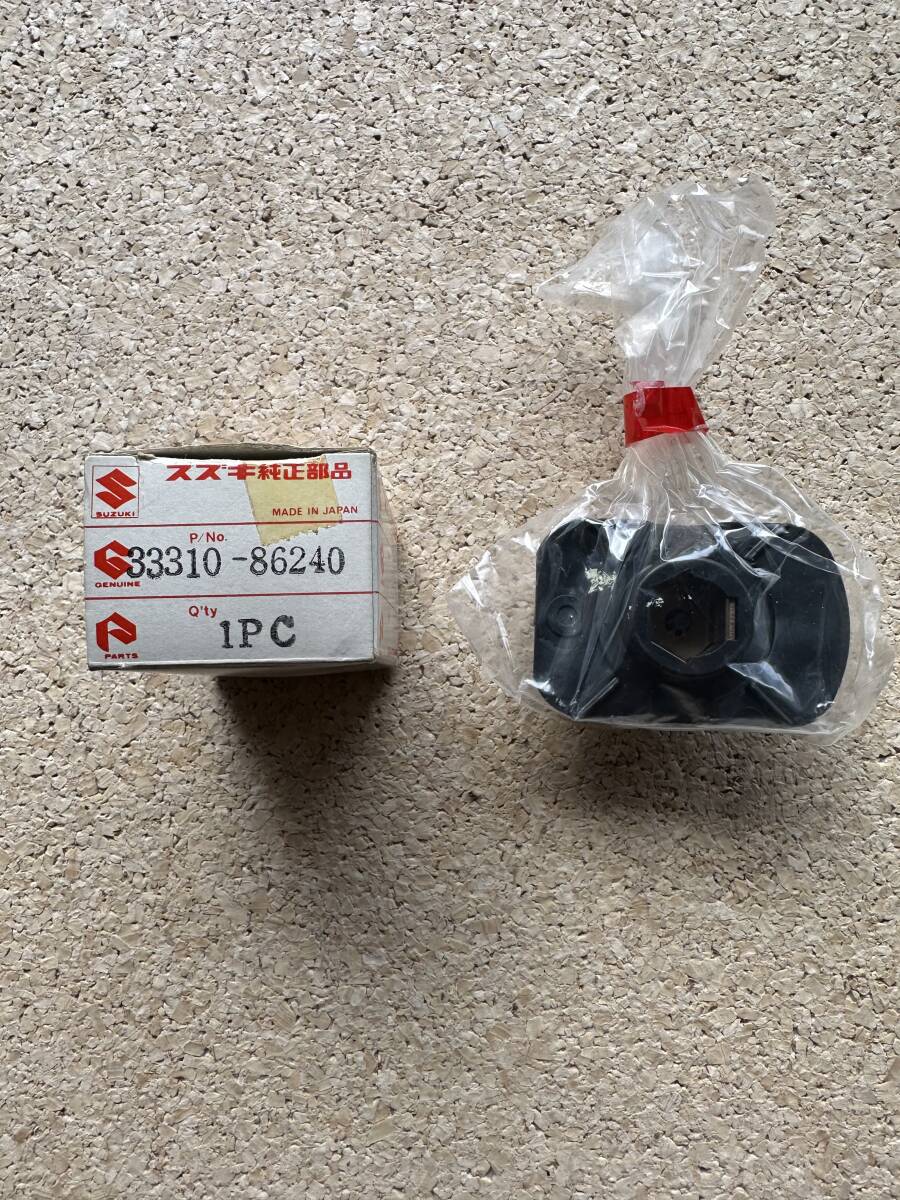 スズキ純正部品
SUZUKI
MADE IN JAPAN
P/No.
33310-86240
GENUINE
Q'ty
1PC
PARTS